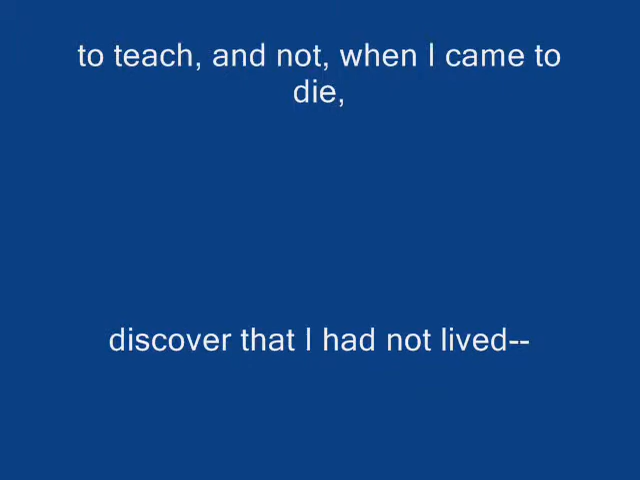 to teach, and not, when I came to
die,
discover that I had not lived--